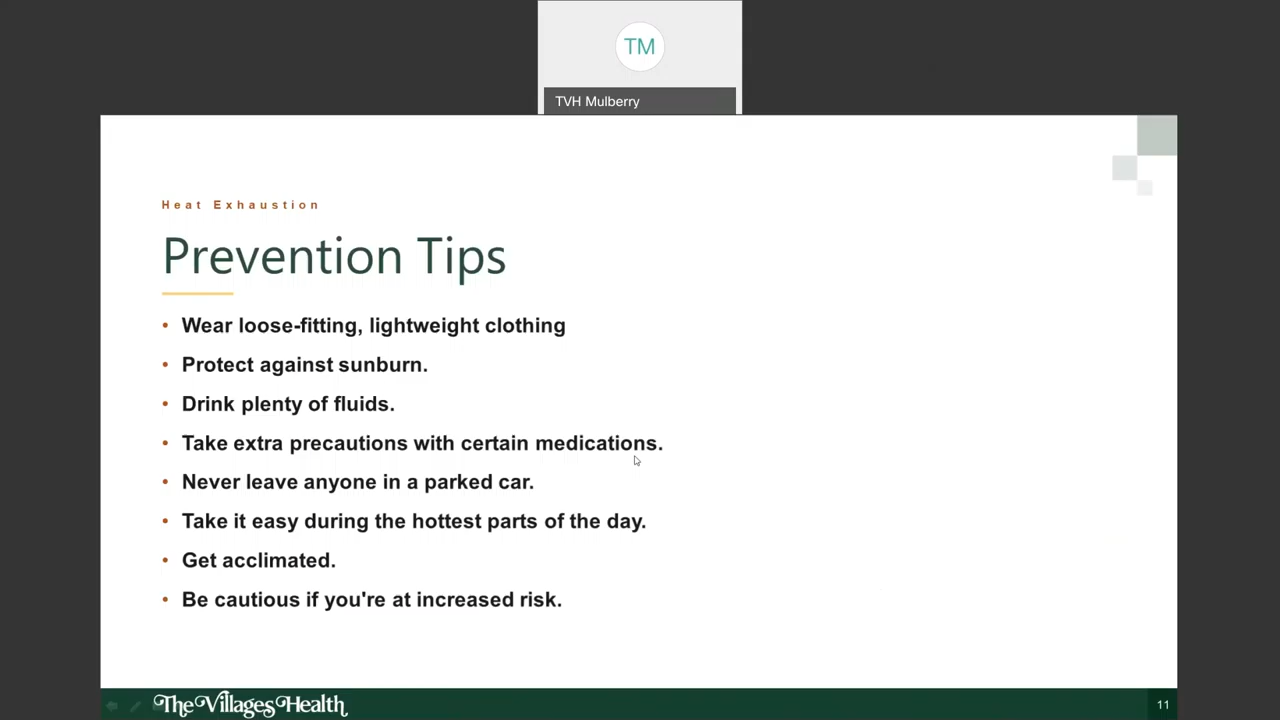 TM
TVH Mulberry
Heat Exhaustion
Prevention Tips
• Wear loose-fitting, lightweight clothing
• Protect against sunburn.
• Drink plenty of fluids.
• Take extra precautions with certain medications.
• Never leave anyone in a parked car.
• Take it easy during the hottest parts of the day.
• Get acclimated.
• Be cautious if you're at increased risk.
The Villages Health
11